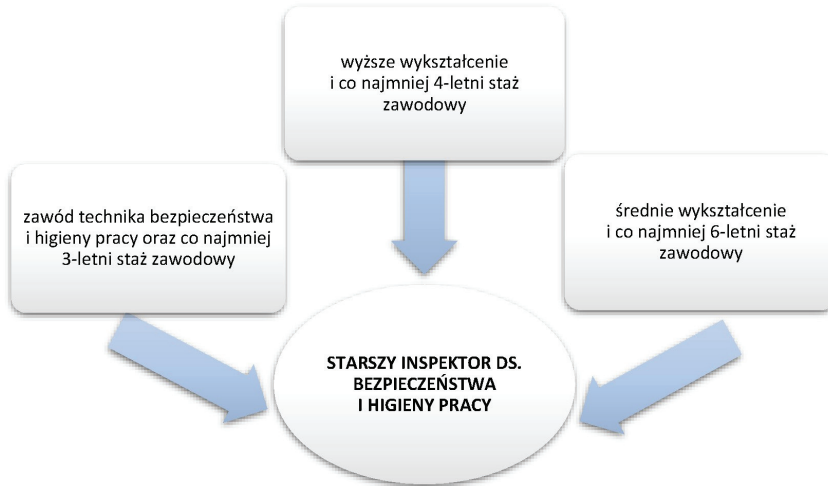 wyższe wykształcenie
i co najmniej 4-letni staż
zawodowy
zawód technika bezpieczeństwa
i higieny pracy oraz co najmniej
3-letni staż zawodowy
średnie wykształcenie
i co najmniej 6-letni staż
zawodowy
STARSZY INSPEKTOR DS.
BEZPIECZEŃSTWA
I HIGIENY PRACY